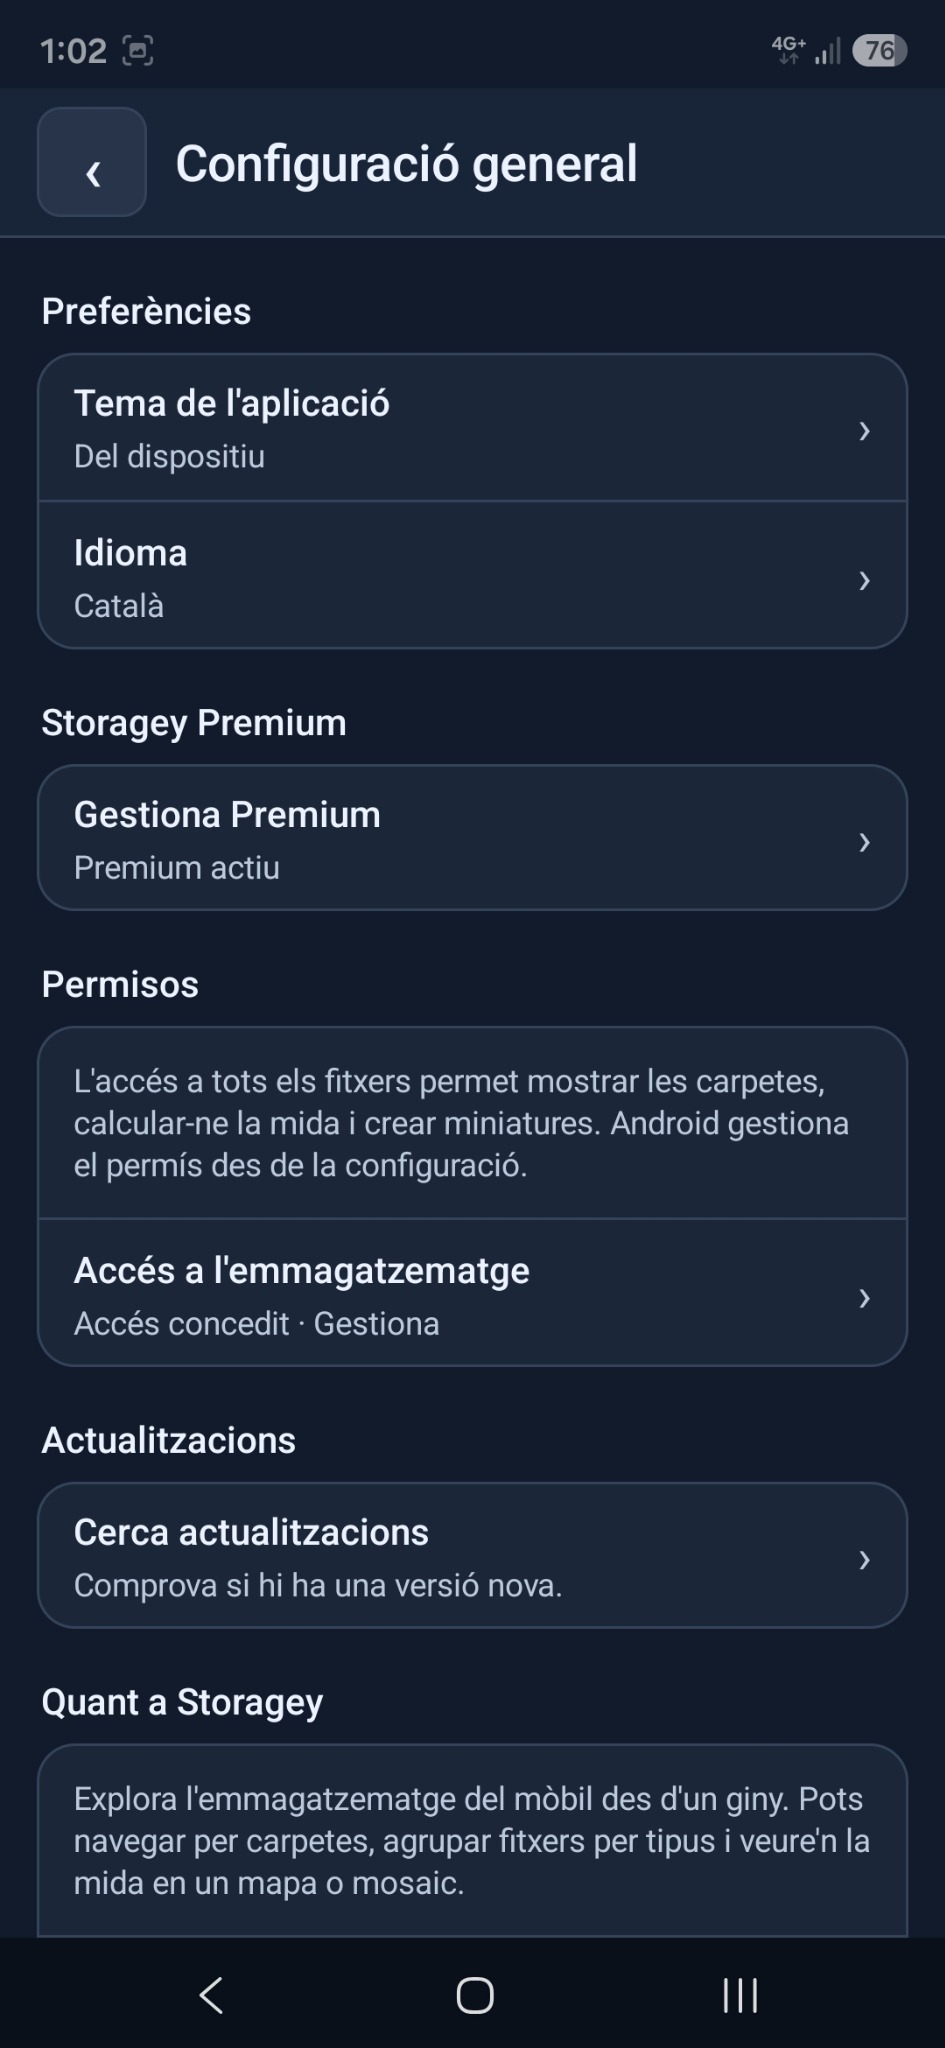 1:02
4G+
76
Configuració general
Preferències
Tema de l'aplicació
Del dispositiu
Idioma
Català
Storagey Premium
Gestiona Premium
Premium actiu
Permisos
L'accés a tots els fitxers permet mostrar les carpetes,
calcular-ne la mida i crear miniatures. Android gestiona
el permís des de la configuració.
Accés a l'emmagatzematge
Accés concedit · Gestiona
Actualitzacions
Cerca actualitzacions
Comprova si hi ha una versió nova.
Quant a Storagey
Explora l'emmagatzematge del mòbil des d'un giny. Pots
navegar per carpetes, agrupar fitxers per tipus i veure'n la
mida en un mapa o mosaic.